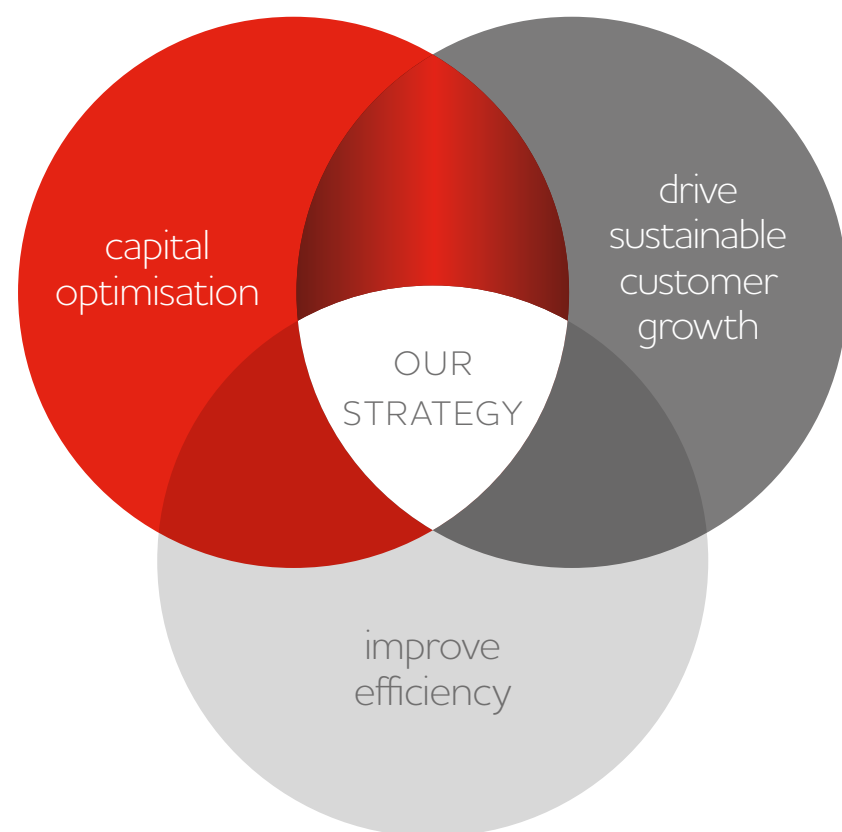 capital
optimisation
drive
sustainable
customer
growth
OUR
STRATEGY
improve
efficiency